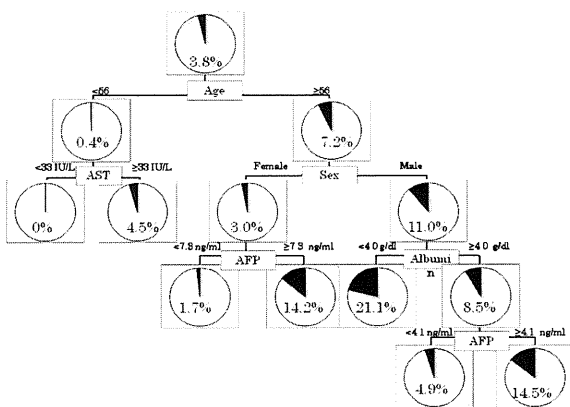 3.8%
Age
<56 ≥56
0.4% 7.2%
<33 IU/L AST ≥33 IU/L
Female Sex Male
0% 4.5% 3.0% 11.0%
<7.3 ng/ml AFP ≥7.3 ng/ml
<4.0 g/dl Albumi
n ≥4.0 g/dl
1.7% 14.2% 21.1% 8.5%
<4.1 ng/ml AFP ≥4.1 ng/ml
4.9% 14.5%